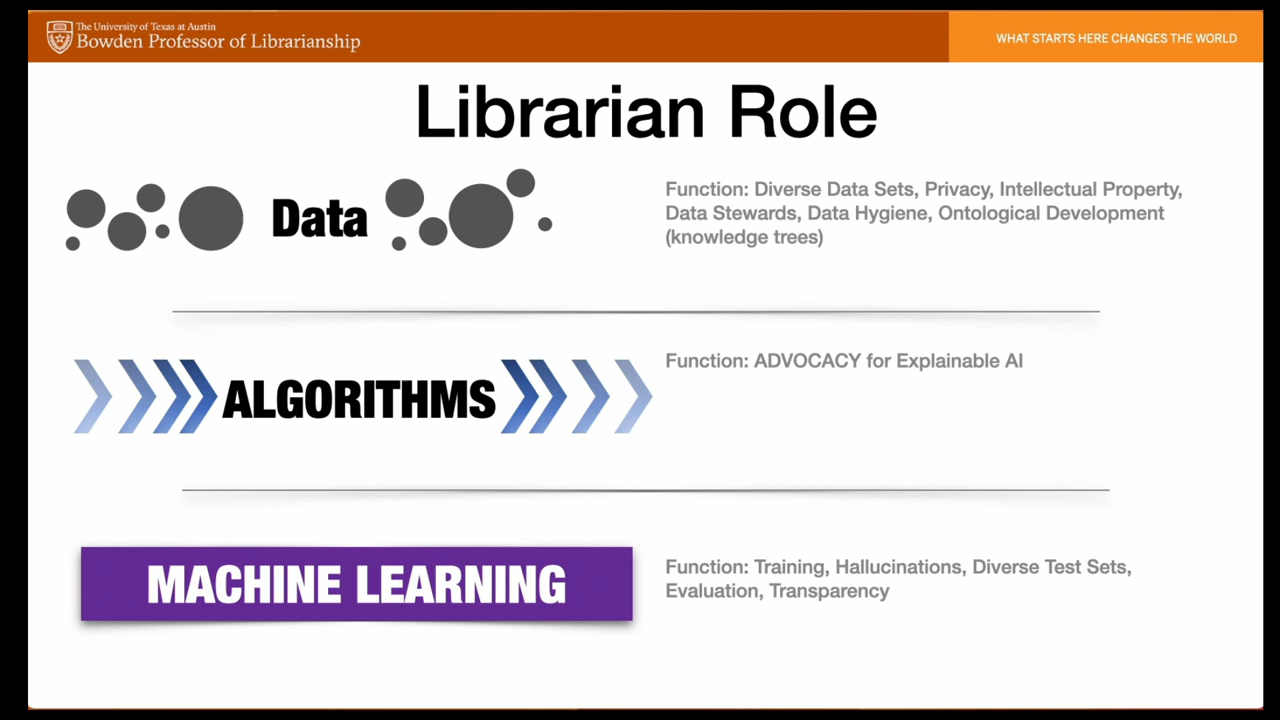 The University of Texas at Austin
Bowden Professor of Librarianship
WHAT STARTS HERE CHANGES THE WORLD
Librarian Role
Data
Function: Diverse Data Sets, Privacy, Intellectual Property,
Data Stewards, Data Hygiene, Ontological Development
(knowledge trees)
ALGORITHMS
Function: ADVOCACY for Explainable AI
MACHINE LEARNING
Function: Training, Hallucinations, Diverse Test Sets,
Evaluation, Transparency